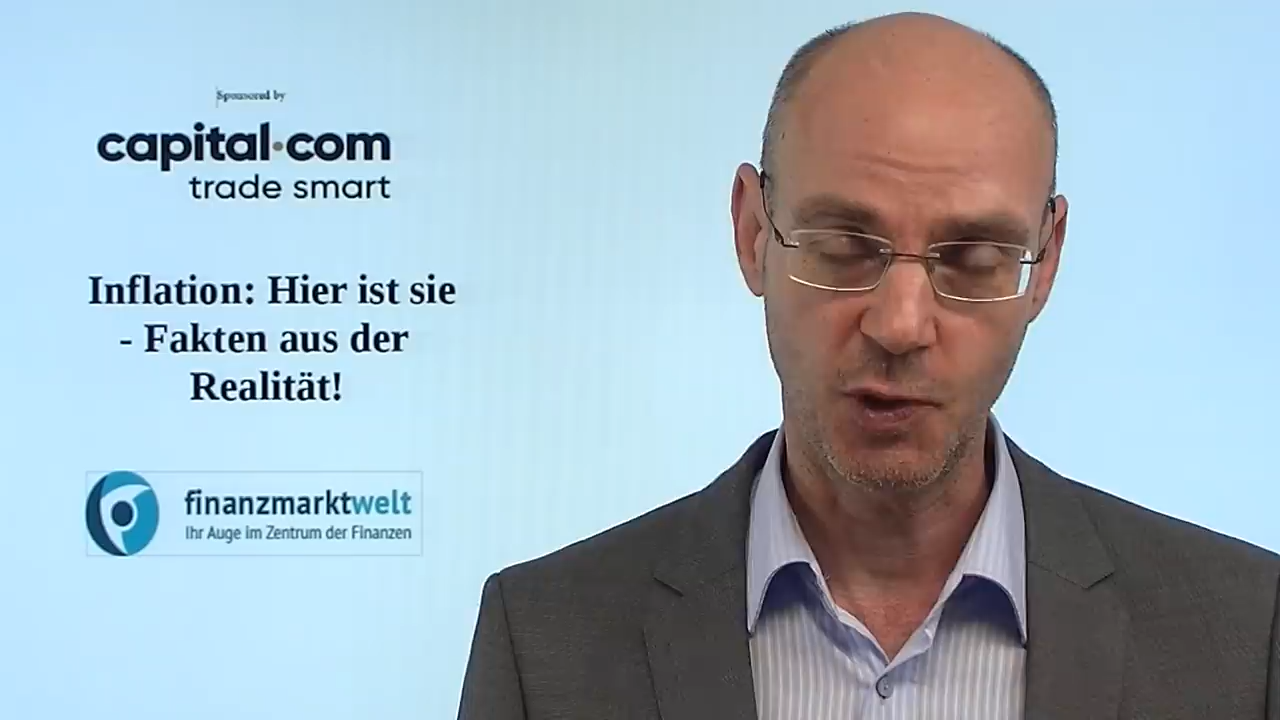 Sponsored by
capital.com
trade smart
Inflation: Hier ist sie
- Fakten aus der
Realität!
finanzmarktwelt
Ihr Auge im Zentrum der Finanzen